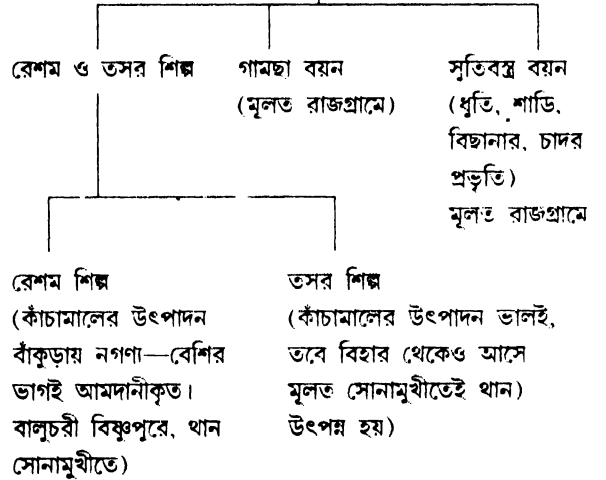 রেশম ও তসর শিল্প
গামছা বয়ন
(মূলত রাজগ্রামে)
সুতিবস্ত্র বয়ন
(ধুতি, শাডি,
বিছানার, চাদর
প্রভৃতি)
মূলত রাজগ্রামে
রেশম শিল্প
(কাঁচামালের উৎপাদন
বাঁকুড়ায় নগণ্য—বেশির
ভাগই আমদানীকৃত।
বালুচরী বিষ্ণুপুরে, থান
সোনামুখীতে)
তসর শিল্প
(কাঁচামালের উৎপাদন ভালই,
তবে বিহার থেকেও আসে
মূলত সোনামুখীতেই থান)
উৎপন্ন হয়)